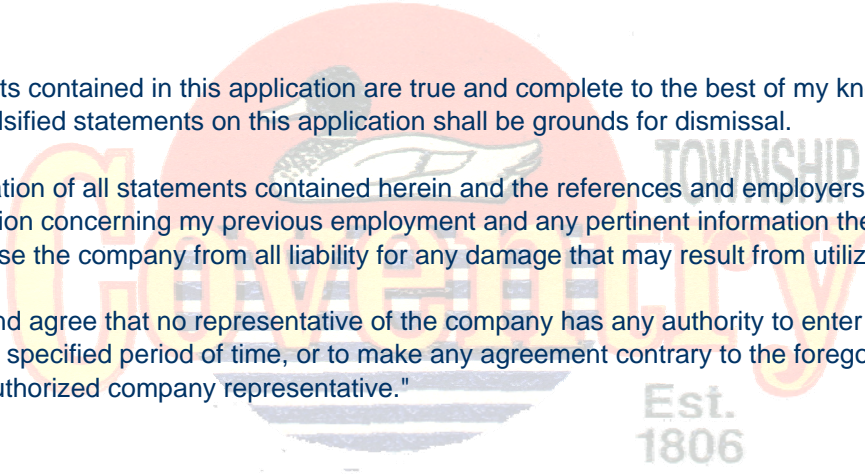 ts contained in this application are true and complete to the best of my kn
lsified statements on this application shall be grounds for dismissal.
ation of all statements contained herein and the references and employers
ion concerning my previous employment and any pertinent information the
se the company from all liability for any damage that may result from utiliz
nd agree that no representative of the company has any authority to enter
specified period of time, or to make any agreement contrary to the forego
uthorized company representative."
TOWNSHIP
Coventry
Est.
1806